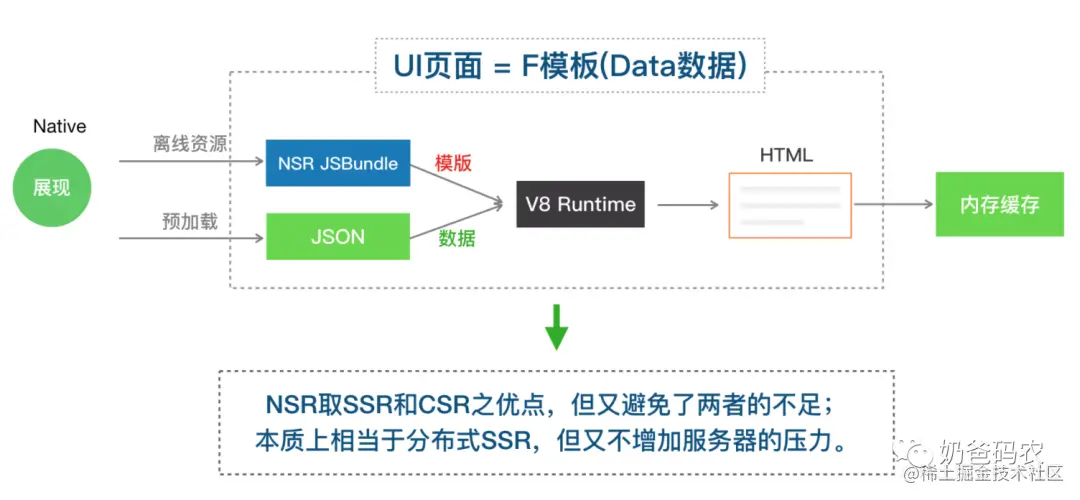 UI页面 = F模板(Data数据)
Native
展现
离线资源
预加载
NSR JSBundle
JSON
模版
数据
V8 Runtime
HTML
内存缓存
NSR取SSR和CSR之优点，但又避免了两者的不足；
本质上相当于分布式SSR，但又不增加服务器的压力。
奶爸码农
@稀土掘金技术社区